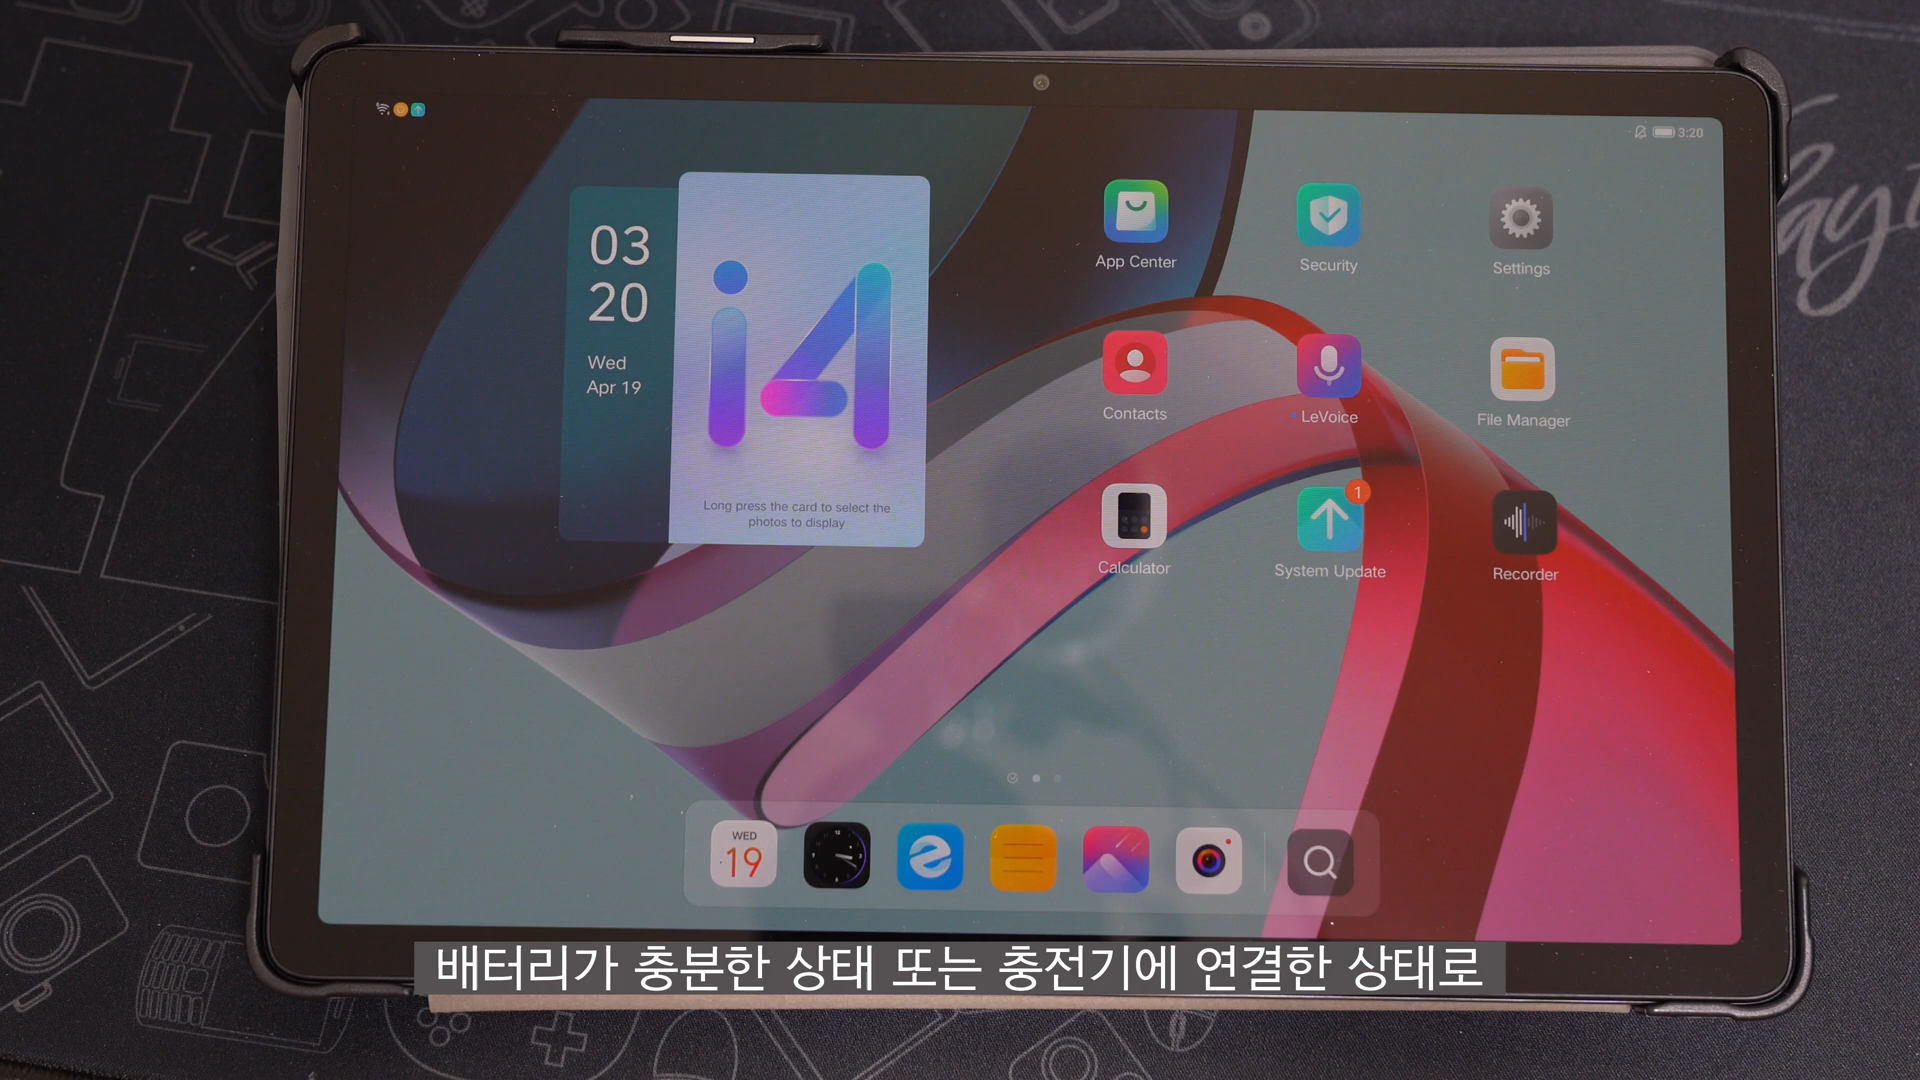 3:20
03
20
Wed
Apr 19
i4
Long press the card to select the
photos to display
App Center
Security
Settings
Contacts
LeVoice
File Manager
Calculator
1
System Update
Recorder
WED
19
배터리가 충분한 상태 또는 충전기에 연결한 상태로